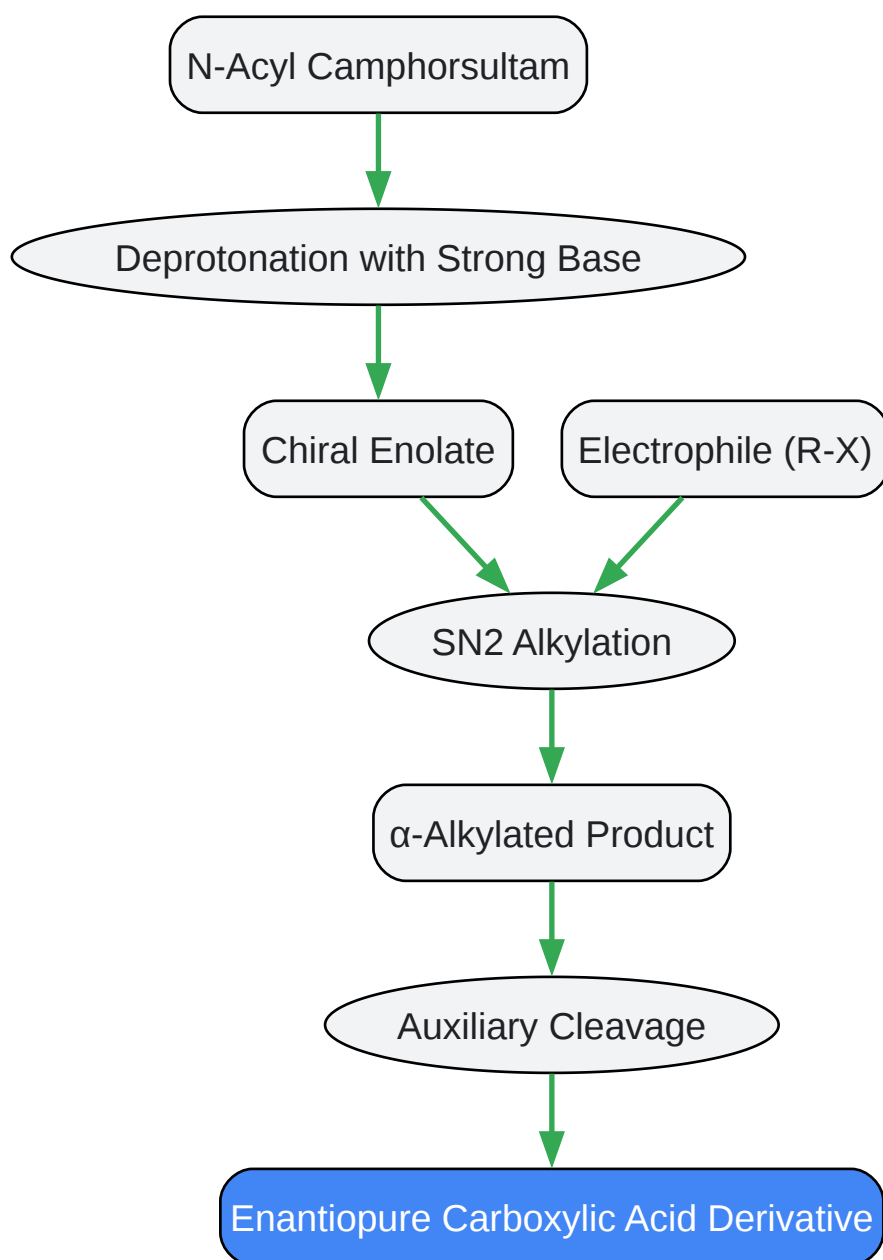 N-Acyl Camphorsultam
Deprotonation with Strong Base
Chiral Enolate
Electrophile (R-X)
SN2 Alkylation
α-Alkylated Product
Auxiliary Cleavage
Enantiopure Carboxylic Acid Derivative